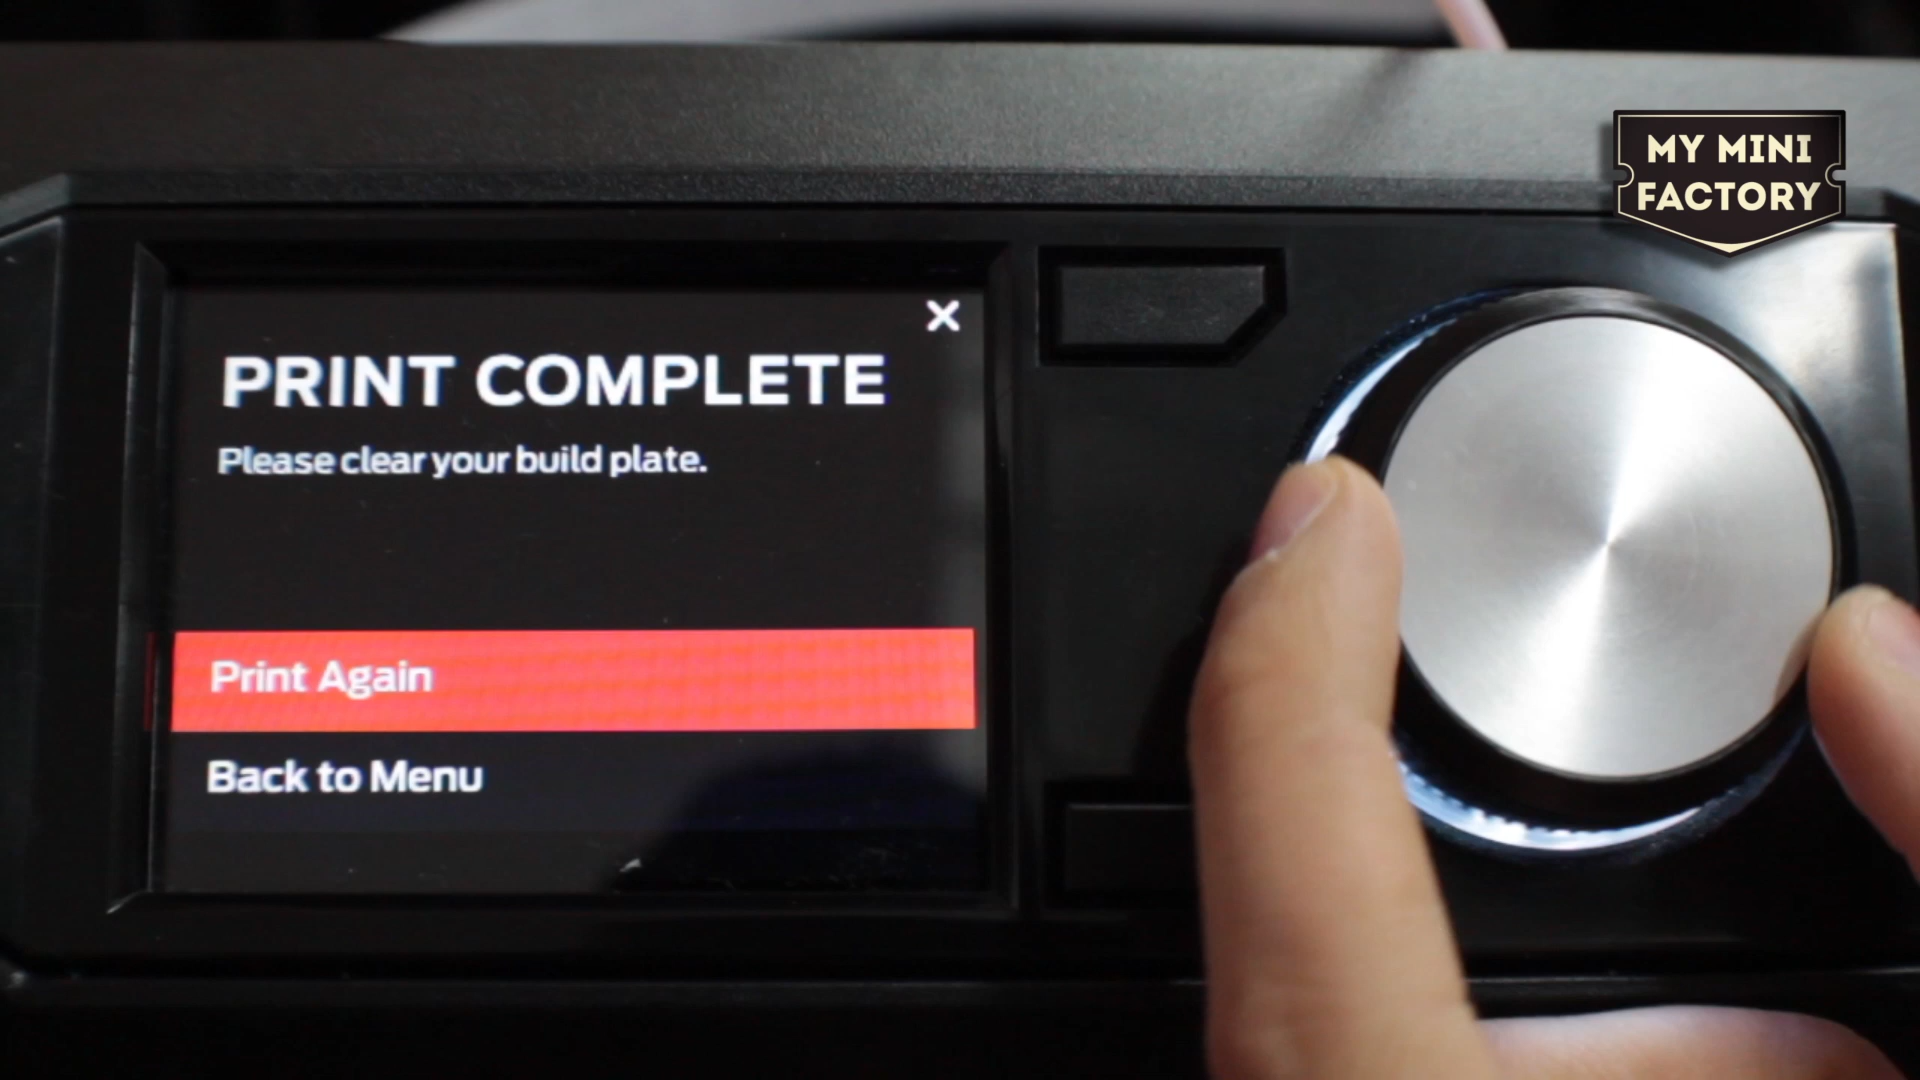 MY MINI
FACTORY
X
PRINT COMPLETE
Please clear your build plate.
Print Again
Back to Menu